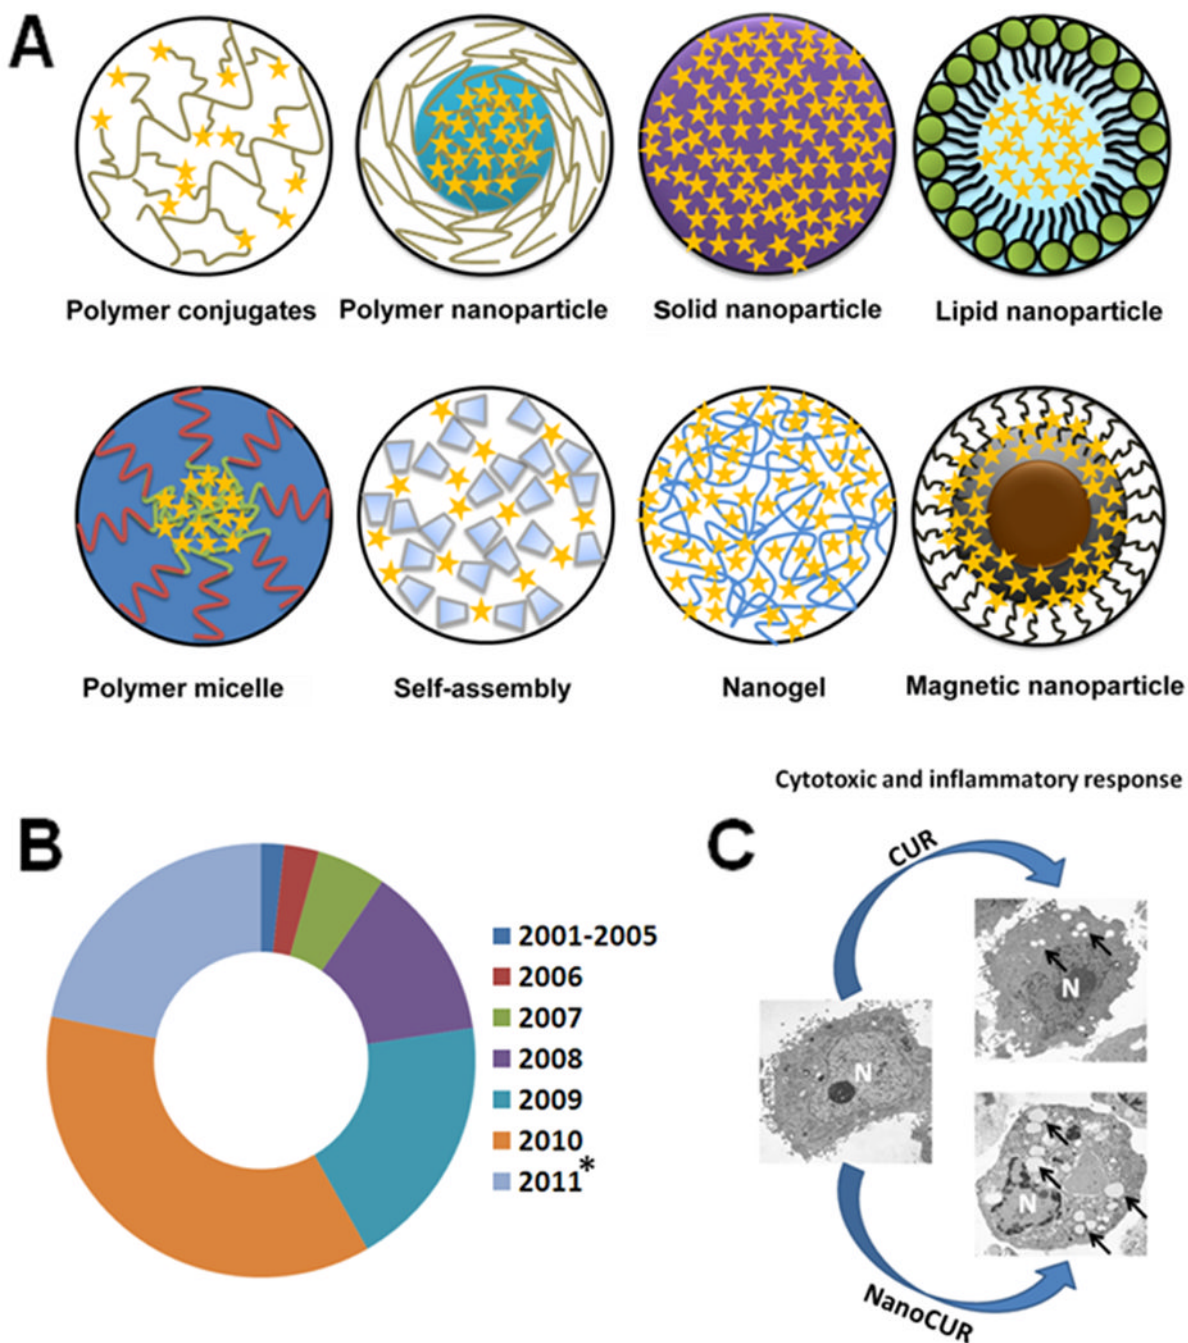 A
Polymer conjugates
Polymer nanoparticle
Solid nanoparticle
Lipid nanoparticle
Polymer micelle
Self-assembly
Nanogel
Magnetic nanoparticle
Cytotoxic and inflammatory response
B
2001-2005
2006
2007
2008
2009
2010
2011*
C
CUR
N
N
N
NanoCUR